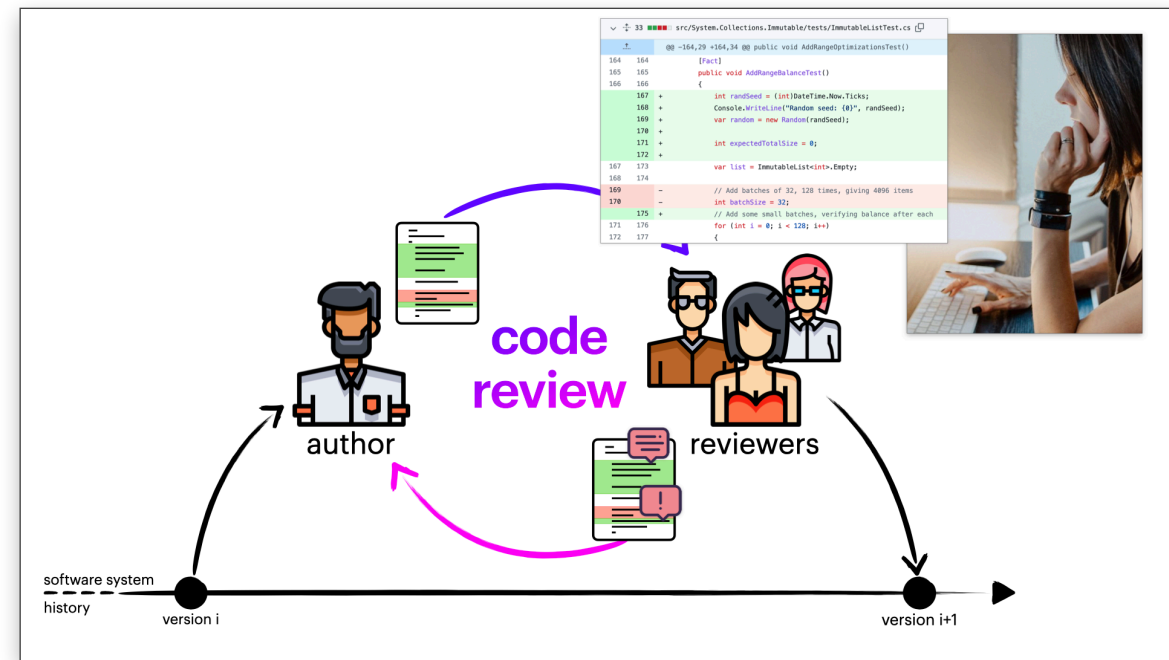 33 src/System.Collections.Immutable/tests/ImmutableListTest.cs
@@ -164,29 +164,34 @@ public void AddRangeOptimizationsTest()
164 164 [Fact]
165 165 public void AddRangeBalanceTest()
166 166 {
167 + int randSeed = (int)DateTime.Now.Ticks;
168 + Console.WriteLine("Random seed: {0}", randSeed);
169 + var random = new Random(randSeed);
170 +
171 + int expectedTotalSize = 0;
172 +
167 173 var list = ImmutableList<int>.Empty;
168 174
169 - // Add batches of 32, 128 times, giving 4096 items
170 - int batchSize = 32;
175 + // Add some small batches, verifying balance after each
171 176 for (int i = 0; i < 128; i++)
172 177 {
code
review
author
reviewers
!
software system
history
version i
version i+1